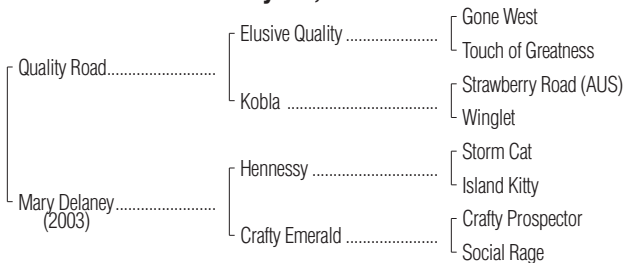 Gone West
Elusive Quality ....................
Touch of Greatness
Quality Road........................
Strawberry Road (AUS)
Kobla .................................
Winglet
Storm Cat
Hennessy ............................
Island Kitty
Mary Delaney......................
(2003)
Crafty Prospector
Crafty Emerald ....................
Social Rage